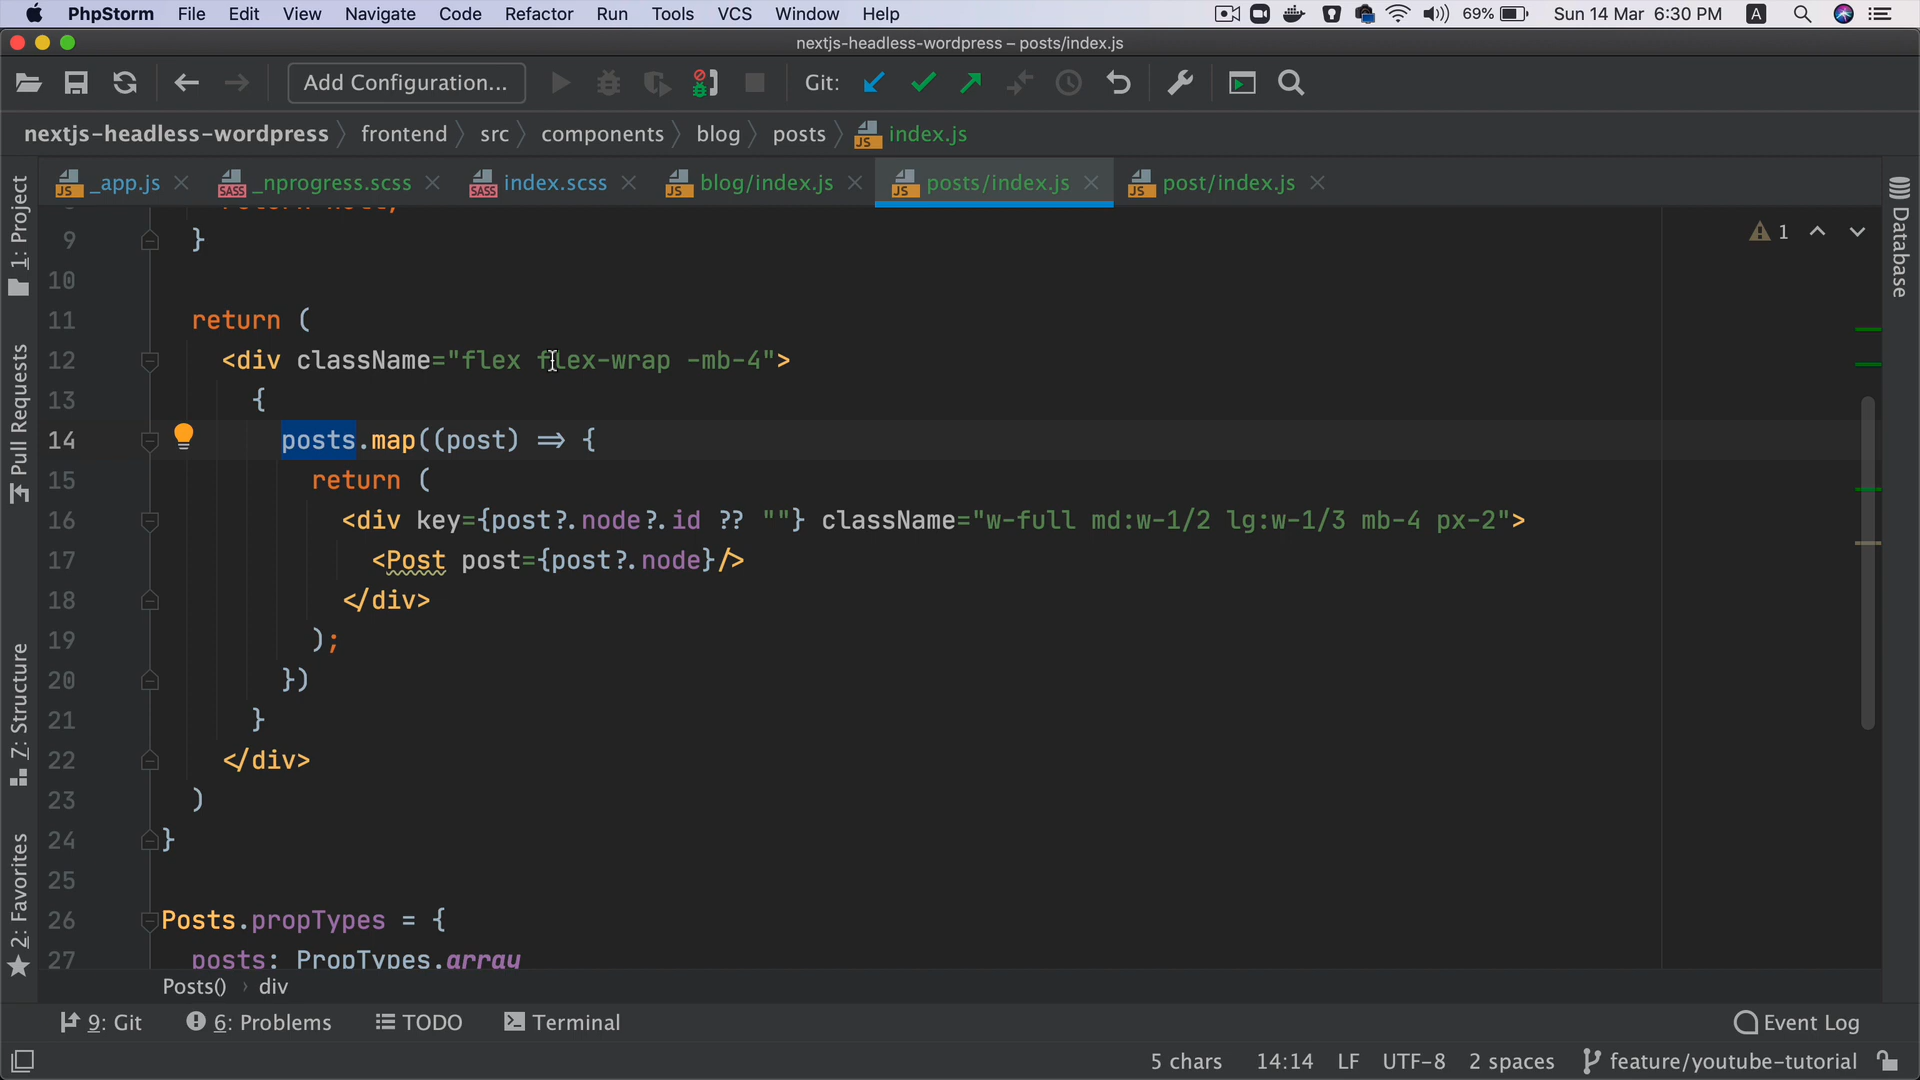 PhpStorm File Edit View Navigate Code Refactor Run Tools VCS Window Help 69% Sun 14 Mar 6:30 PM A
nextjs-headless-wordpress – posts/index.js
Add Configuration... Git:
nextjs-headless-wordpress frontend src components blog posts index.js
_app.js _nprogress.scss index.scss blog/index.js posts/index.js post/index.js
1: Project
Pull Requests
Z: Structure
2: Favorites
Database
1
9 }
10
11 return (
12 <div className="flex flex-wrap -mb-4">
13 {
14 posts.map((post) => {
15 return (
16 <div key={post?.node?.id ?? ""} className="w-full md:w-1/2 lg:w-1/3 mb-4 px-2">
17 <Post post={post?.node}/>
18 </div>
19 );
20 })
21 }
22 </div>
23 )
24 }
25
26 Posts.propTypes = {
27 posts: PropTypes.array
Posts() › div
9: Git 6: Problems TODO Terminal Event Log
5 chars 14:14 LF UTF-8 2 spaces feature/youtube-tutorial